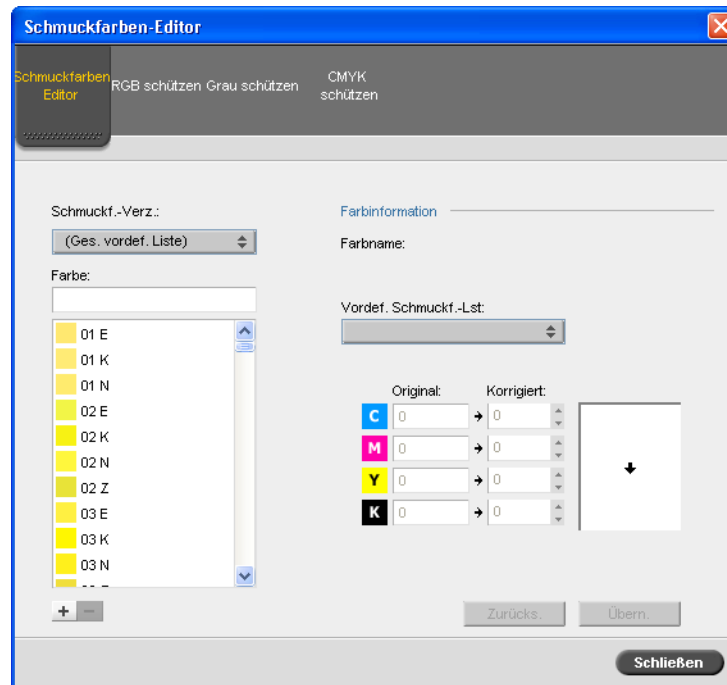 Schmuckfarben-Editor
Schmuckfarben
Editor
RGB schützen
Grau schützen
CMYK
schützen
Schmuckf.-Verz.:
(Ges. vordef. Liste)
Farbe:
01 E
01 K
01 N
02 E
02 K
02 N
02 Z
03 E
03 K
03 N
Farbinformation
Farbname:
Vordef. Schmuckf.-Lst:
Original: Korrigiert:
C 0 0
M 0 0
Y 0 0
K 0 0
+ −
Zurücks. Übern.
Schließen